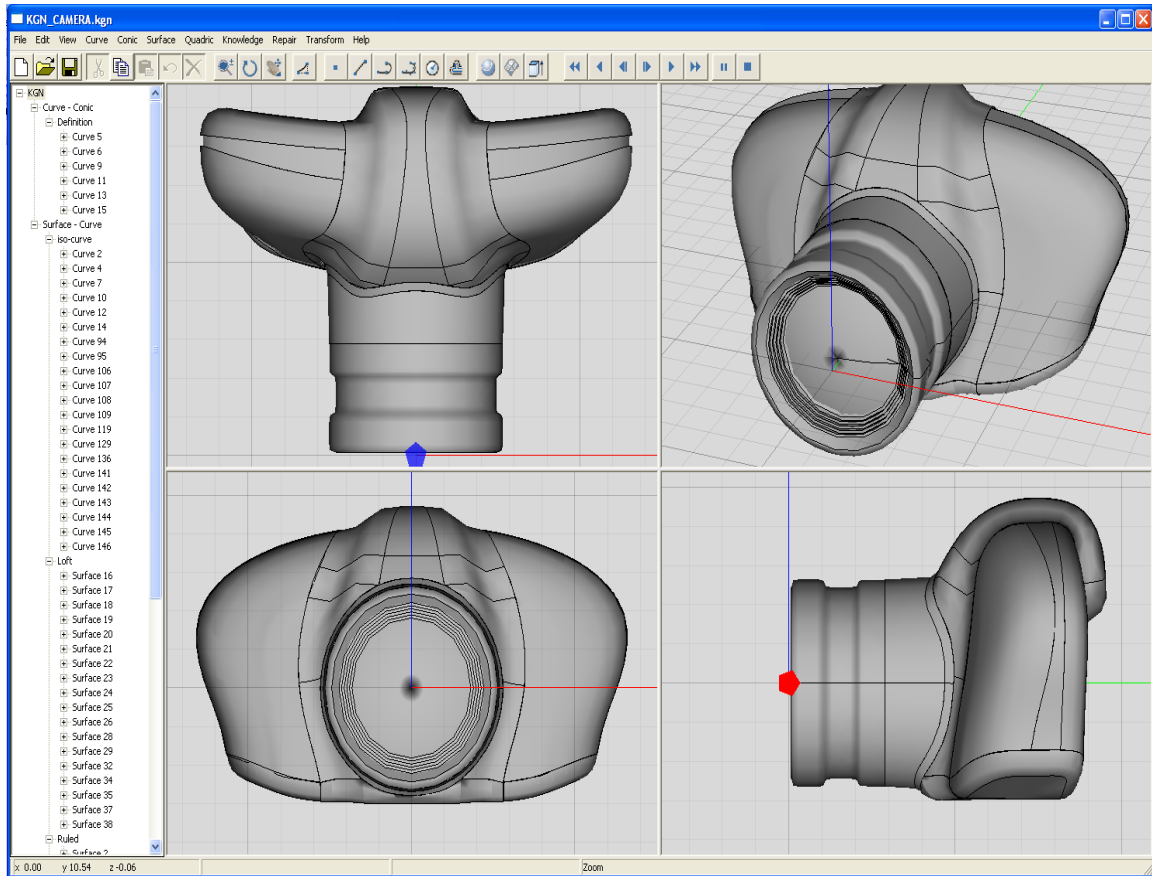 KGN_CAMERA.kgn
File Edit View Curve Conic Surface Quadric Knowledge Repair Transform Help
KGN
Curve - Conic
Definition
Curve 5
Curve 6
Curve 9
Curve 11
Curve 13
Curve 15
Surface - Curve
iso-curve
Curve 2
Curve 4
Curve 7
Curve 10
Curve 12
Curve 14
Curve 94
Curve 95
Curve 106
Curve 107
Curve 108
Curve 109
Curve 119
Curve 129
Curve 136
Curve 141
Curve 142
Curve 143
Curve 144
Curve 145
Curve 146
Loft
Surface 16
Surface 17
Surface 18
Surface 19
Surface 20
Surface 21
Surface 22
Surface 23
Surface 24
Surface 25
Surface 26
Surface 28
Surface 29
Surface 32
Surface 34
Surface 35
Surface 37
Surface 38
Ruled
Surface 2
x 0.00 y 10.54 z -0.06 Zoom